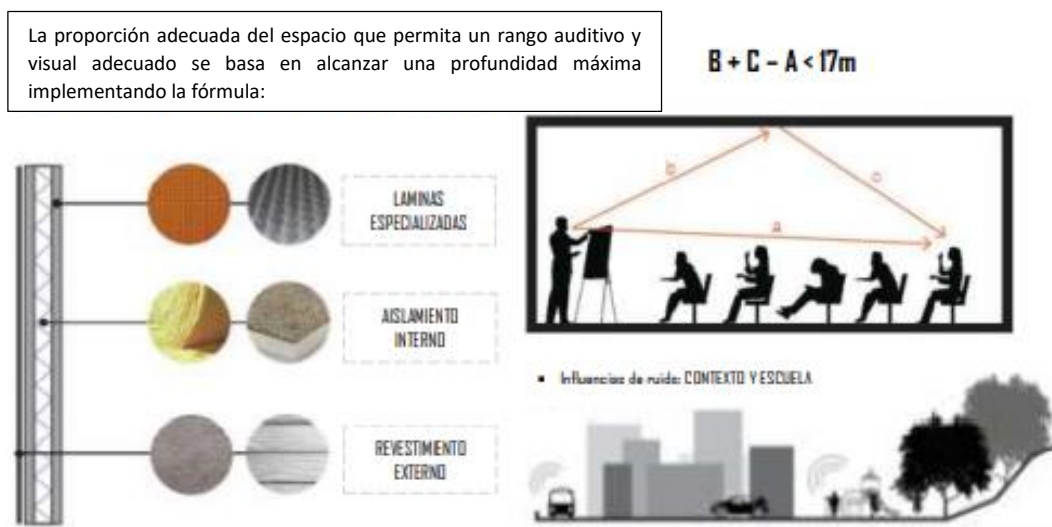 La proporción adecuada del espacio que permita un rango auditivo y
visual adecuado se basa en alcanzar una profundidad máxima
implementando la fórmula:
B + C – A < 17m
LAMINAS
ESPECIALIZADAS
AISLAMIENTO
INTERNO
REVESTIMIENTO
EXTERNO
A
▪ Influencias de ruido: CONTEXTO Y ESCUELA